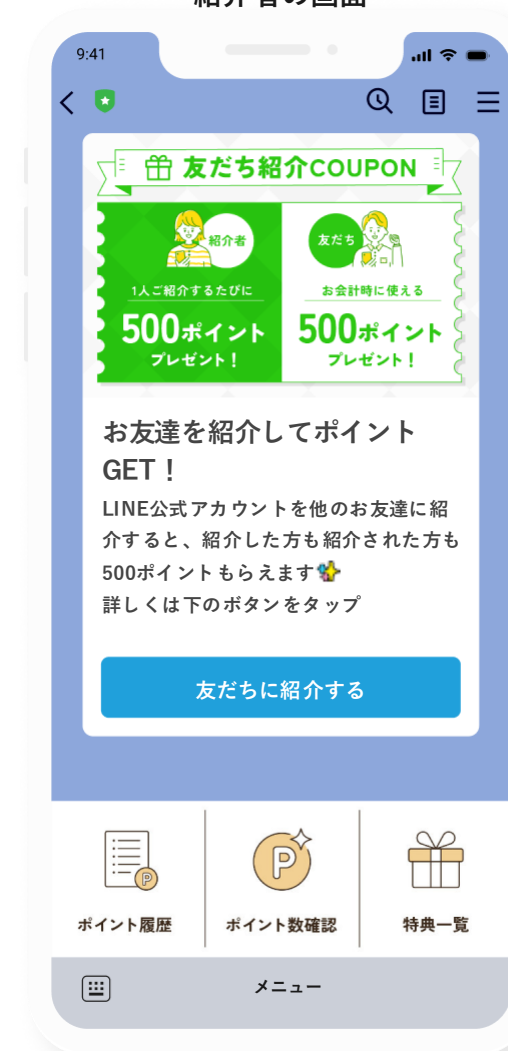 紹介者の画面
9:41
友だち紹介COUPON
紹介者
1人ご紹介するたびに
500ポイント
プレゼント！
友だち
お会計時に使える
500ポイント
プレゼント！
お友達を紹介してポイント
GET！
LINE公式アカウントを他のお友達に紹
介すると、紹介した方も紹介された方も
500ポイントもらえます
詳しくは下のボタンをタップ
友だちに紹介する
P
ポイント履歴
P
ポイント数確認
特典一覧
メニュー